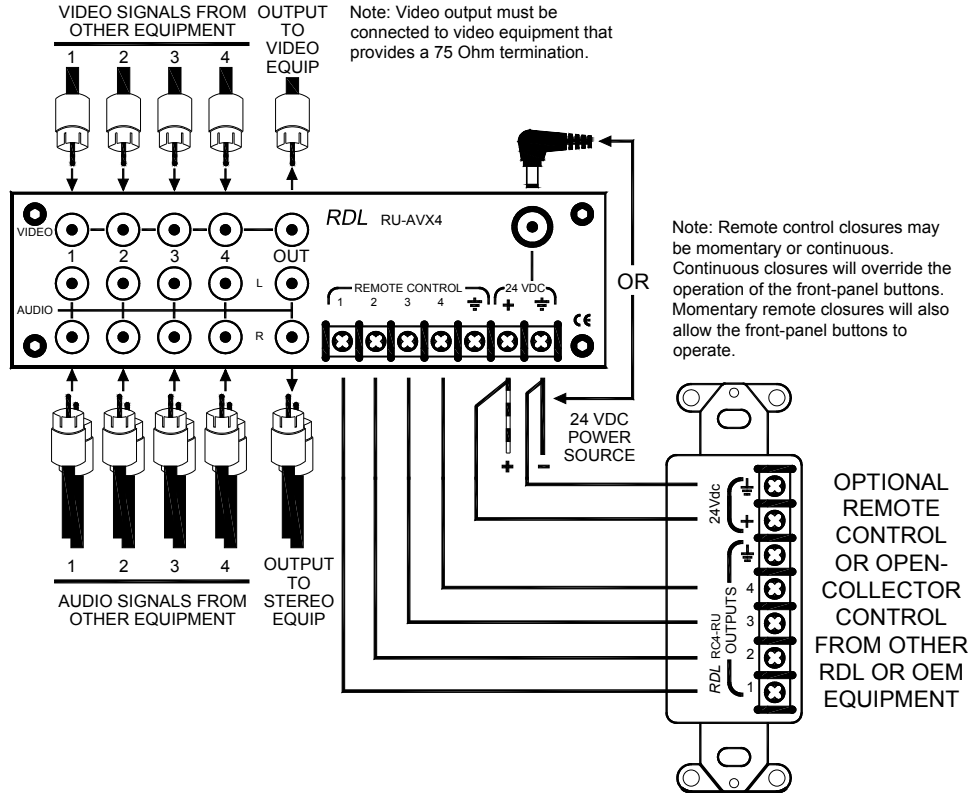 VIDEO SIGNALS FROM
OTHER EQUIPMENT
1 2 3 4
OUTPUT
TO
VIDEO
EQUIP
Note: Video output must be
connected to video equipment that
provides a 75 Ohm termination.
RDL RU-AVX4
VIDEO
1 2 3 4 OUT
L
AUDIO
R
REMOTE CONTROL
1 2 3 4
24 VDC
+
CE
OR
Note: Remote control closures may
be momentary or continuous.
Continuous closures will override the
operation of the front-panel buttons.
Momentary remote closures will also
allow the front-panel buttons to
operate.
24 VDC
POWER
SOURCE
+ -
1 2 3 4
AUDIO SIGNALS FROM
OTHER EQUIPMENT
OUTPUT
TO
STEREO
EQUIP
24Vdc
+
RDL RC4-RU
OUTPUTS
4
3
2
1
OPTIONAL
REMOTE
CONTROL
OR OPEN-
COLLECTOR
CONTROL
FROM OTHER
RDL OR OEM
EQUIPMENT